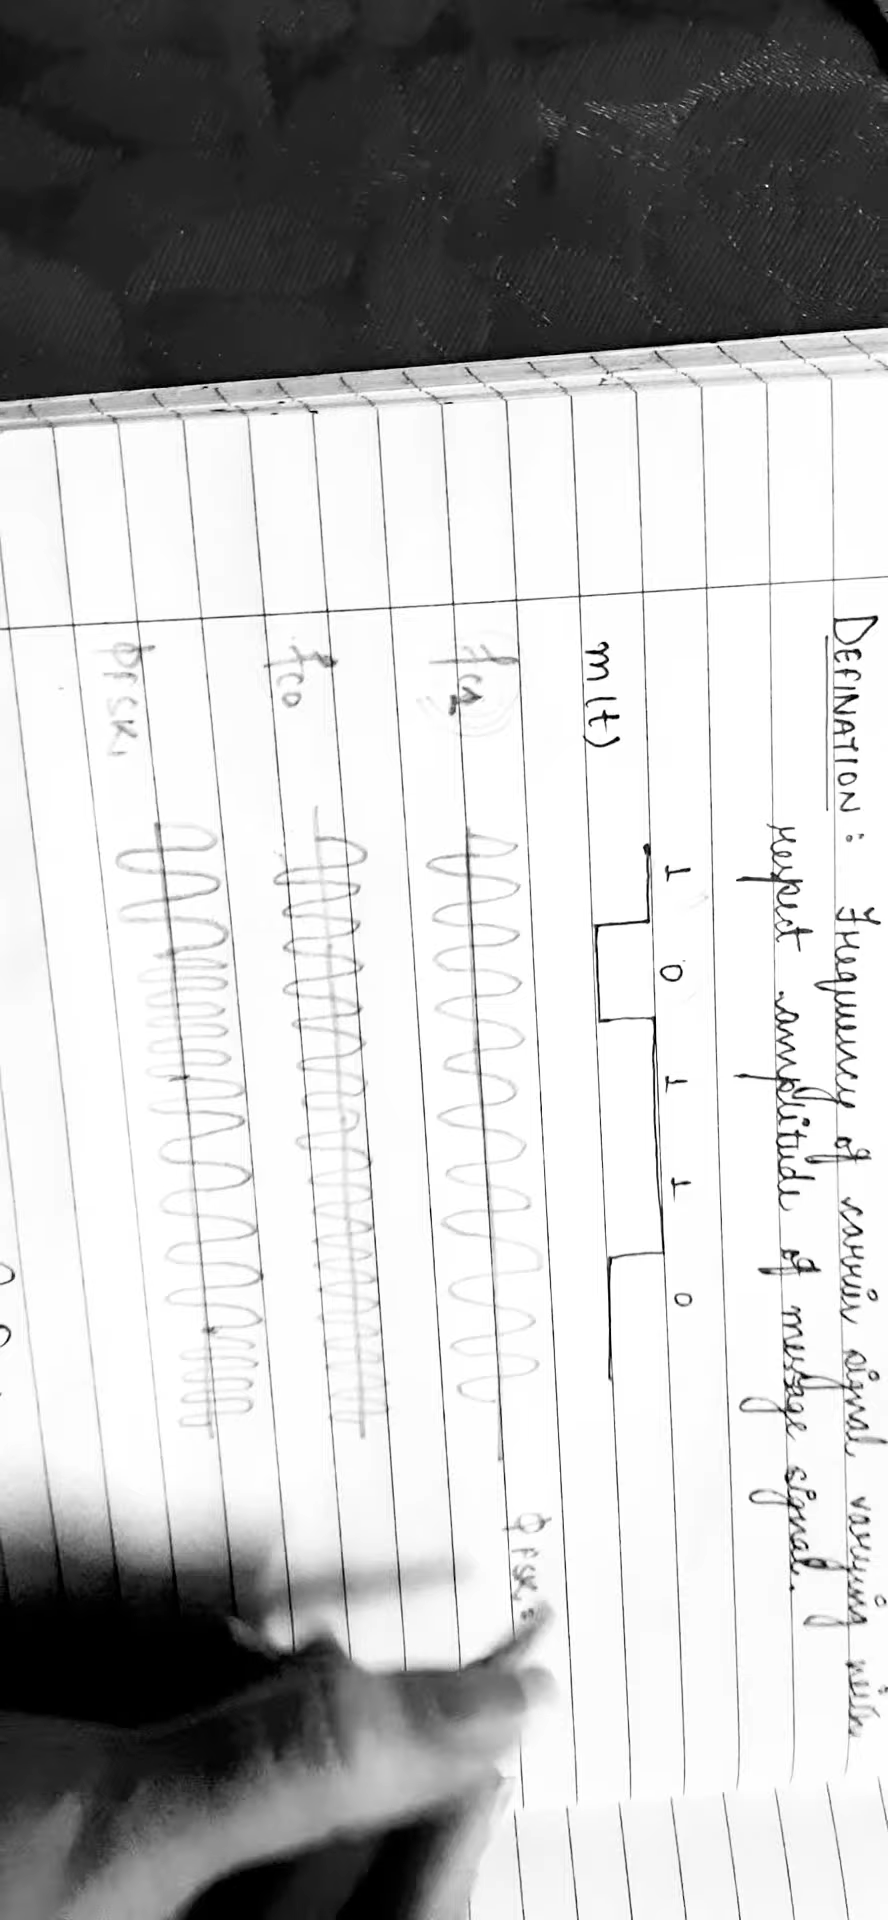 DEFINATION: Frequency of carrier signal varying with
respect amplitude of message signal.
1 0 1 1 0
m(t)
fc1
φFSK:
fc0
φFSK,